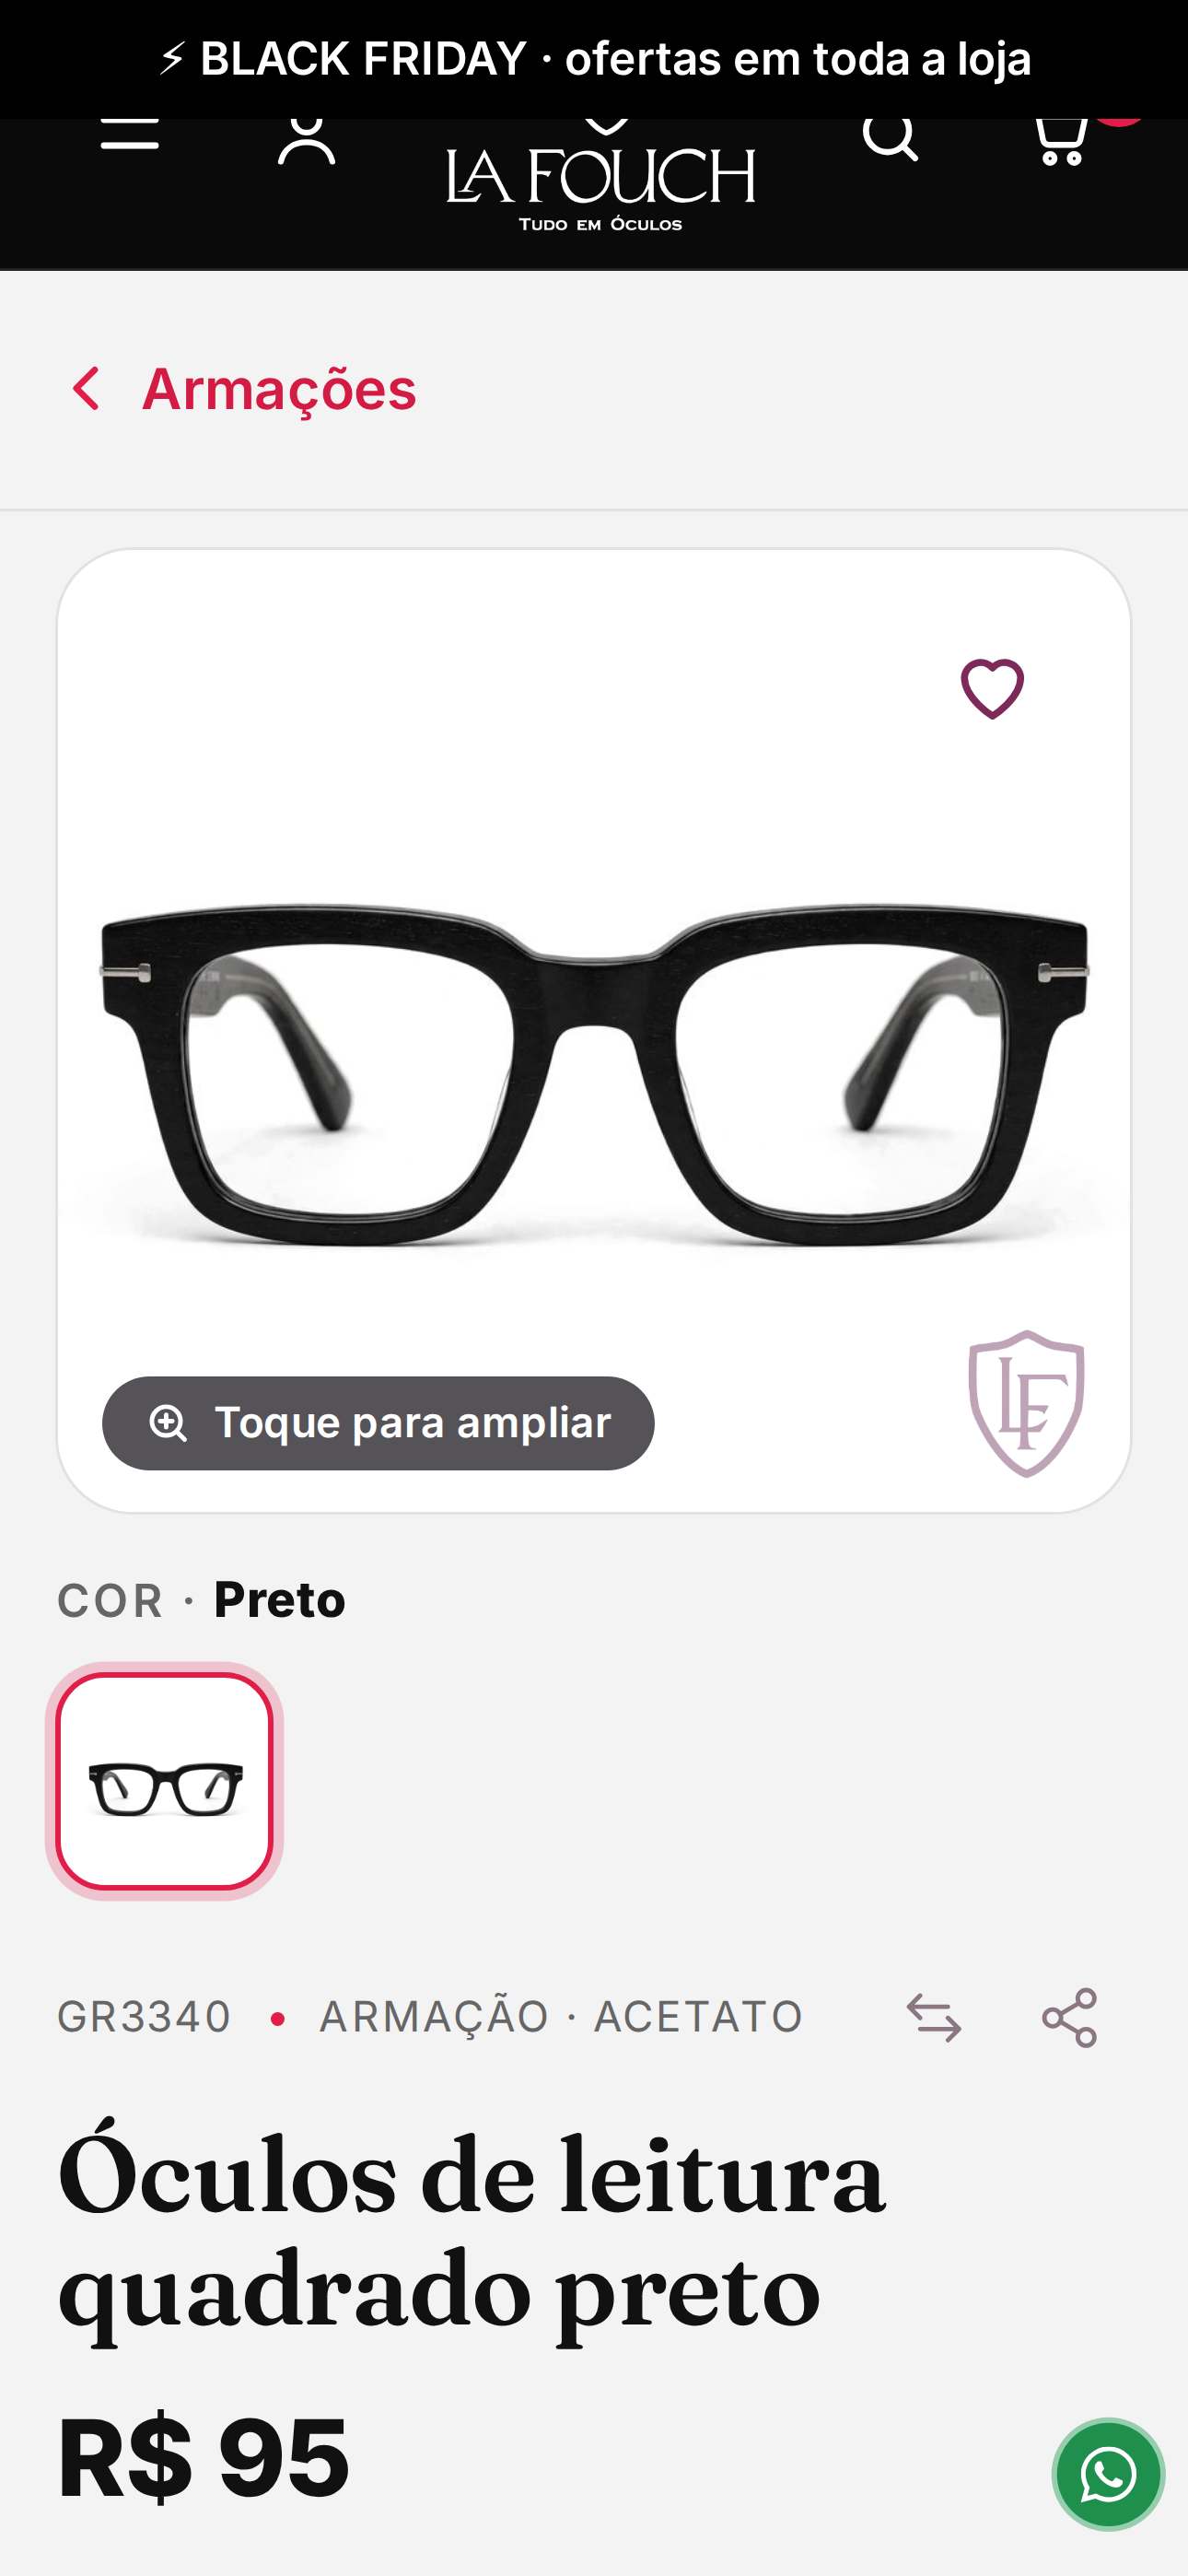 ⚡ BLACK FRIDAY · ofertas em toda a loja
LA FOUCH
TUDO EM ÓCULOS
Armações
LF
Toque para ampliar
COR · Preto
GR3340 • ARMAÇÃO · ACETATO
Óculos de leitura
quadrado preto
R$ 95